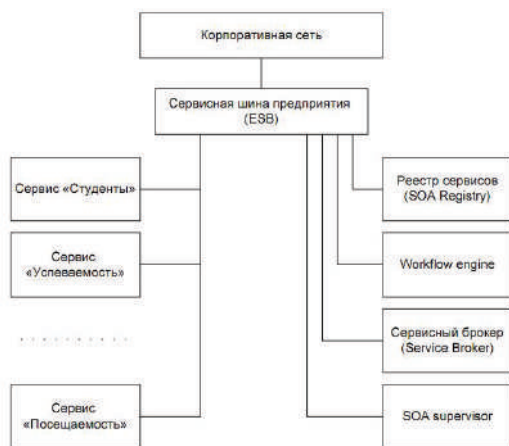 Корпоративная сеть
Сервисная шина предприятия
(ESB)
Сервис «Студенты»
Сервис
«Успеваемость»
Сервис
«Посещаемость»
Реестр сервисов
(SOA Registry)
Workflow engine
Сервисный брокер
(Service Broker)
SOA supervisor